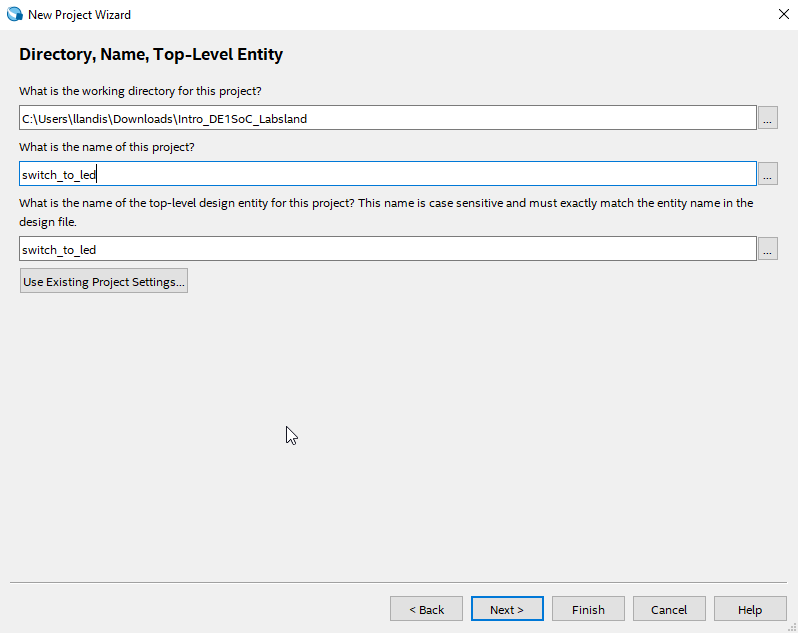 New Project Wizard
Directory, Name, Top-Level Entity
What is the working directory for this project?
C:\Users\llandis\Downloads\Intro_DE1SoC_Labsland
...
What is the name of this project?
switch_to_led
...
What is the name of the top-level design entity for this project? This name is case sensitive and must exactly match the entity name in the
design file.
switch_to_led
...
Use Existing Project Settings...
< Back
Next >
Finish
Cancel
Help